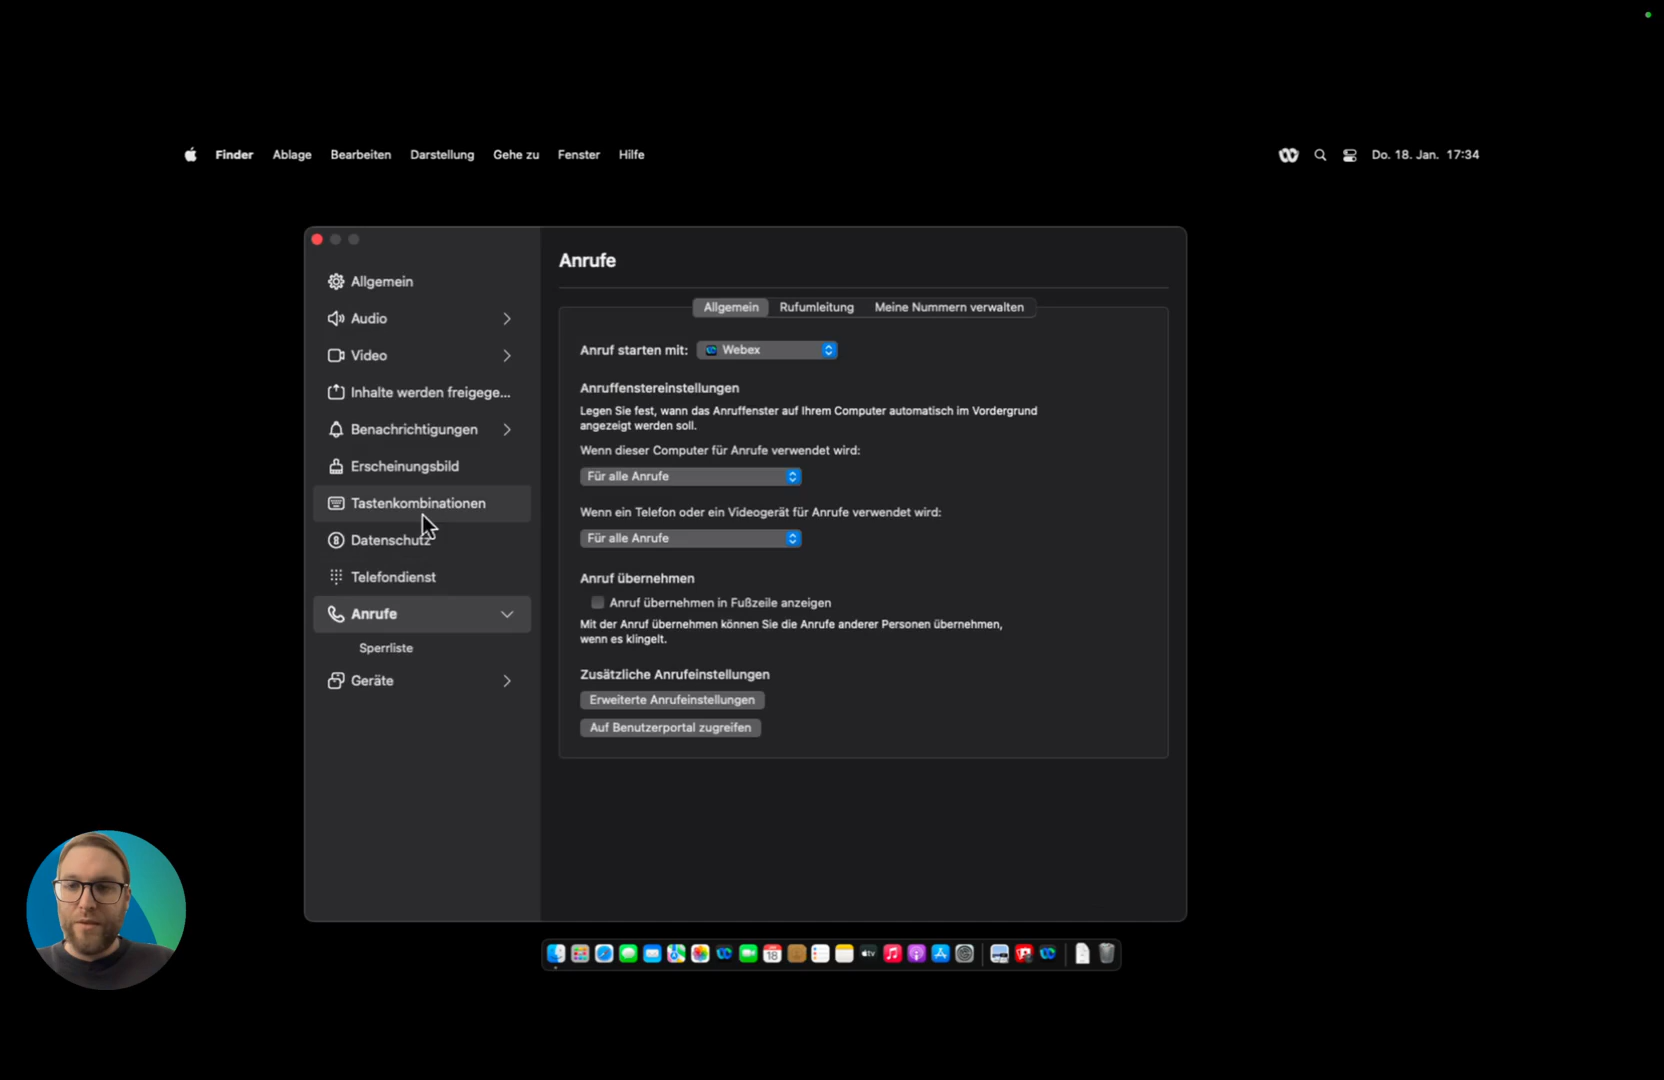 Finder Ablage Bearbeiten Darstellung Gehe zu Fenster Hilfe
Do. 18. Jan. 17:34
Allgemein
Audio
Video
Inhalte werden freigege...
Benachrichtigungen
Erscheinungsbild
Tastenkombinationen
Datenschutz
Telefondienst
Anrufe
Sperrliste
Geräte
Anrufe
Allgemein Rufumleitung Meine Nummern verwalten
Anruf starten mit: Webex
Anruffenstereinstellungen
Legen Sie fest, wann das Anruffenster auf Ihrem Computer automatisch im Vordergrund
angezeigt werden soll.
Wenn dieser Computer für Anrufe verwendet wird:
Für alle Anrufe
Wenn ein Telefon oder ein Videogerät für Anrufe verwendet wird:
Für alle Anrufe
Anruf übernehmen
Anruf übernehmen in Fußzeile anzeigen
Mit der Anruf übernehmen können Sie die Anrufe anderer Personen übernehmen,
wenn es klingelt.
Zusätzliche Anrufeinstellungen
Erweiterte Anrufeinstellungen
Auf Benutzerportal zugreifen
18
tv